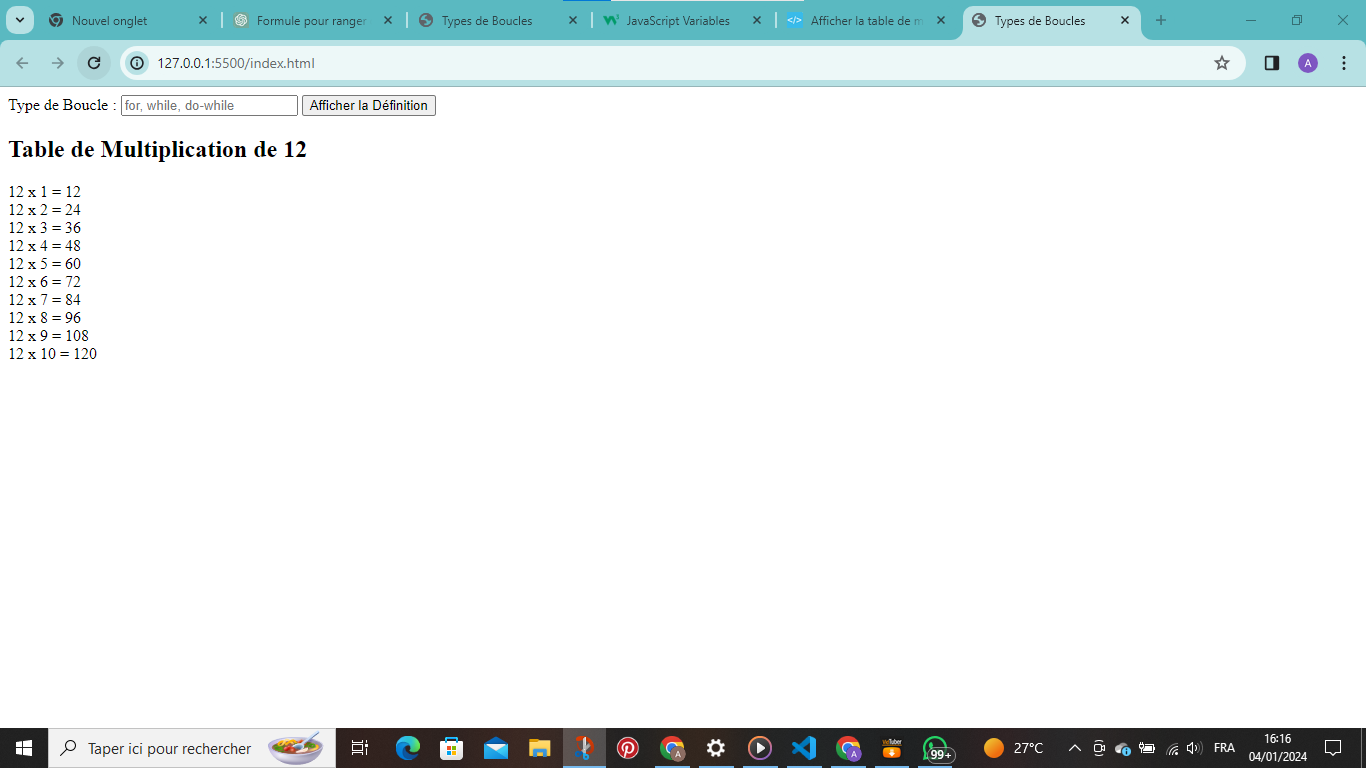 Nouvel onglet
Formule pour ranger
Types de Boucles
JavaScript Variables
Afficher la table de m
Types de Boucles
127.0.0.1:5500/index.html
A
Type de Boucle : for, while, do-while Afficher la Définition
Table de Multiplication de 12
12 x 1 = 12
12 x 2 = 24
12 x 3 = 36
12 x 4 = 48
12 x 5 = 60
12 x 6 = 72
12 x 7 = 84
12 x 8 = 96
12 x 9 = 108
12 x 10 = 120
Taper ici pour rechercher
A
A
99+
27°C
FRA
16:16
04/01/2024